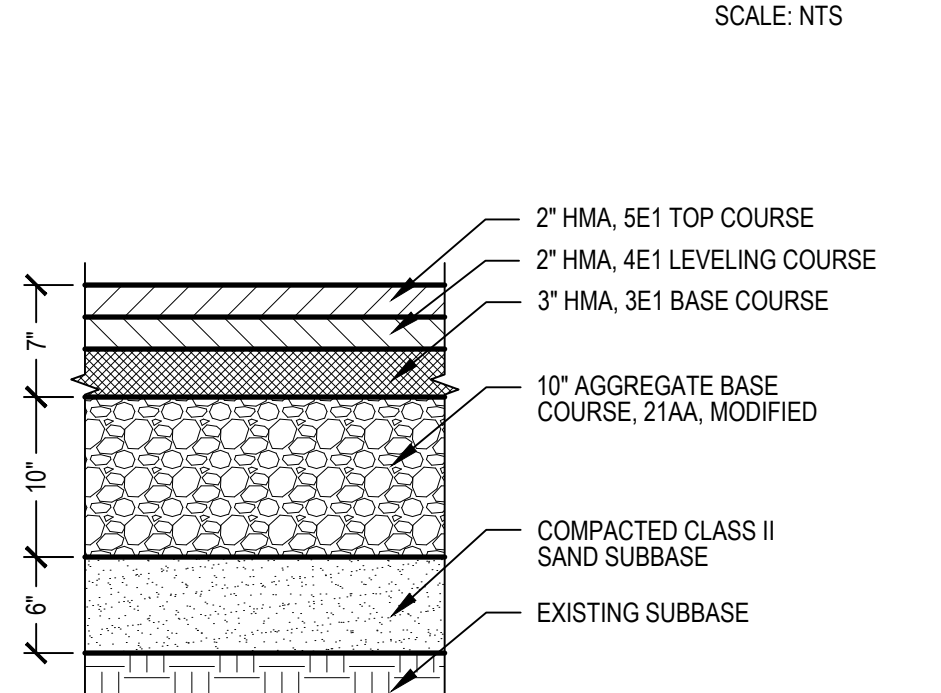 SCALE: NTS
2" HMA, 5E1 TOP COURSE
2" HMA, 4E1 LEVELING COURSE
3" HMA, 3E1 BASE COURSE
7"
10" AGGREGATE BASE
COURSE, 21AA, MODIFIED
10"
COMPACTED CLASS II
SAND SUBBASE
6"
EXISTING SUBBASE